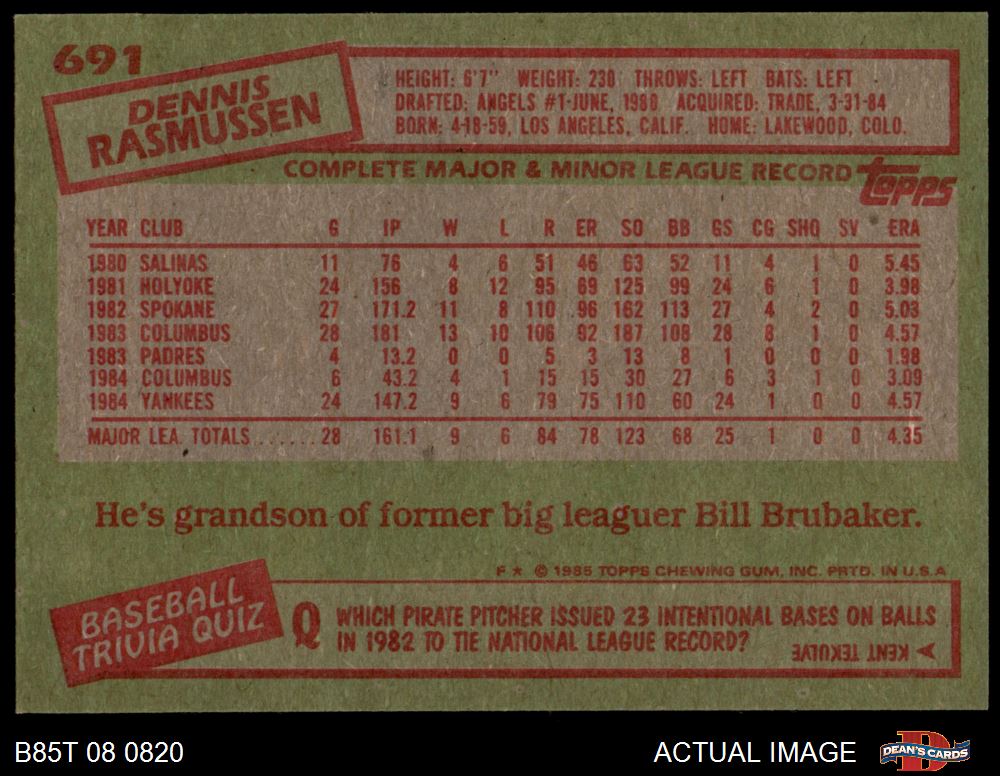 691
DENNIS
RASMUSSEN
HEIGHT: 6'7" WEIGHT: 230 THROWS: LEFT BATS: LEFT
DRAFTED: ANGELS #1-JUNE, 1980 ACQUIRED: TRADE, 3-31-84
BORN: 4-18-59, LOS ANGELES, CALIF. HOME: LAKEWOOD, COLO.
COMPLETE MAJOR & MINOR LEAGUE RECORD topps
YEAR CLUB G IP W L R ER SO BB GS CG SHO SV ERA
1980 SALINAS 11 76 4 6 51 46 63 52 11 4 1 0 5.45
1981 HOLYOKE 24 156 8 12 95 69 125 99 24 6 1 0 3.98
1982 SPOKANE 27 171.2 11 8 110 96 162 113 27 4 2 0 5.03
1983 COLUMBUS 28 181 13 10 106 92 187 108 28 8 1 0 4.57
1983 PADRES 4 13.2 0 0 5 3 13 8 1 0 0 0 1.98
1984 COLUMBUS 6 43.2 4 1 15 15 30 27 6 3 1 0 3.09
1984 YANKEES 24 147.2 9 6 79 75 110 60 24 1 0 0 4.57
MAJOR LEA. TOTALS.......28 161.1 9 6 84 78 123 68 25 1 0 0 4.35
He's grandson of former big leaguer Bill Brubaker.
F★ © 1985 TOPPS CHEWING GUM, INC. PRTD. IN U.S.A
BASEBALL
TRIVIA QUIZ
Q WHICH PIRATE PITCHER ISSUED 23 INTENTIONAL BASES ON BALLS
IN 1982 TO TIE NATIONAL LEAGUE RECORD?
A KENT TEKULVE
B85T 08 0820
ACTUAL IMAGE
DEAN'S CARDS